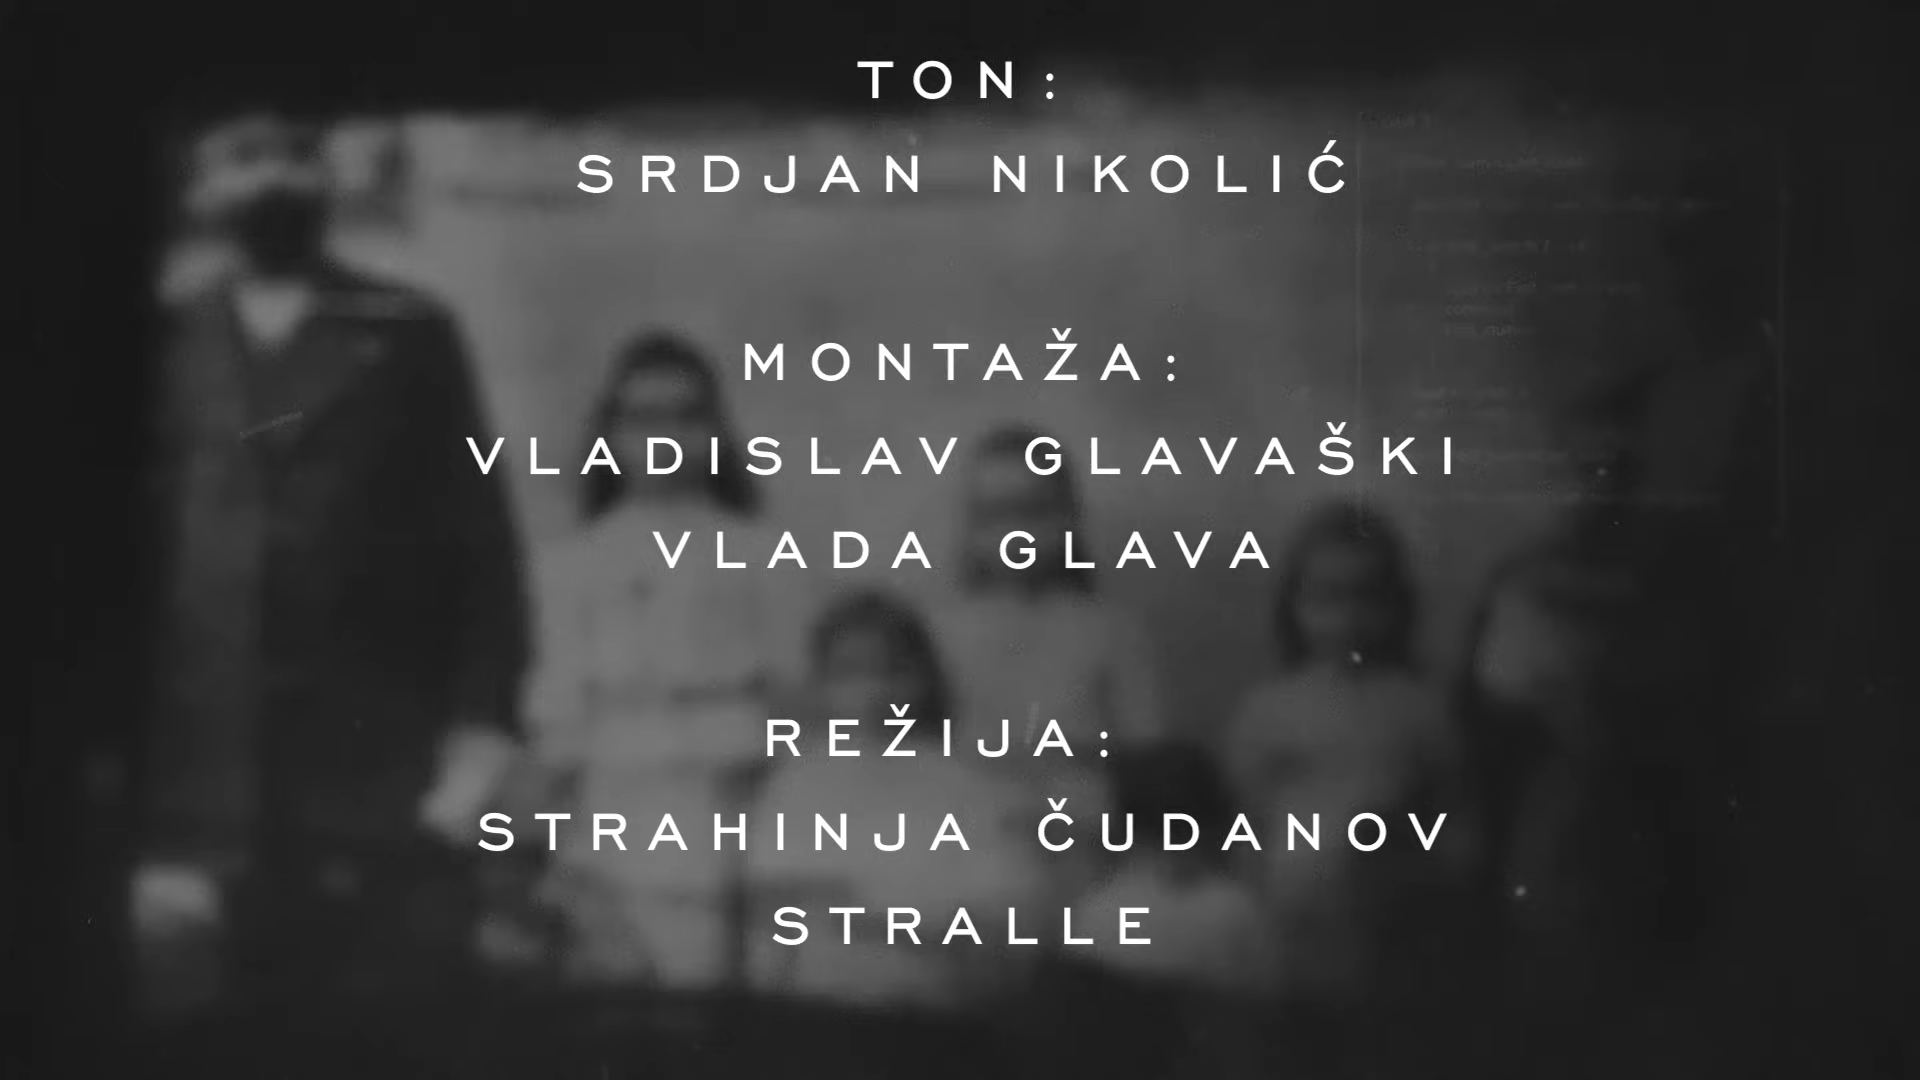 TON:
SRDJAN NIKOLIĆ
MONTAŽA:
VLADISLAV GLAVAŠKI
VLADA GLAVA
REŽIJA:
STRAHINJA ČUDANOV
STRALLE